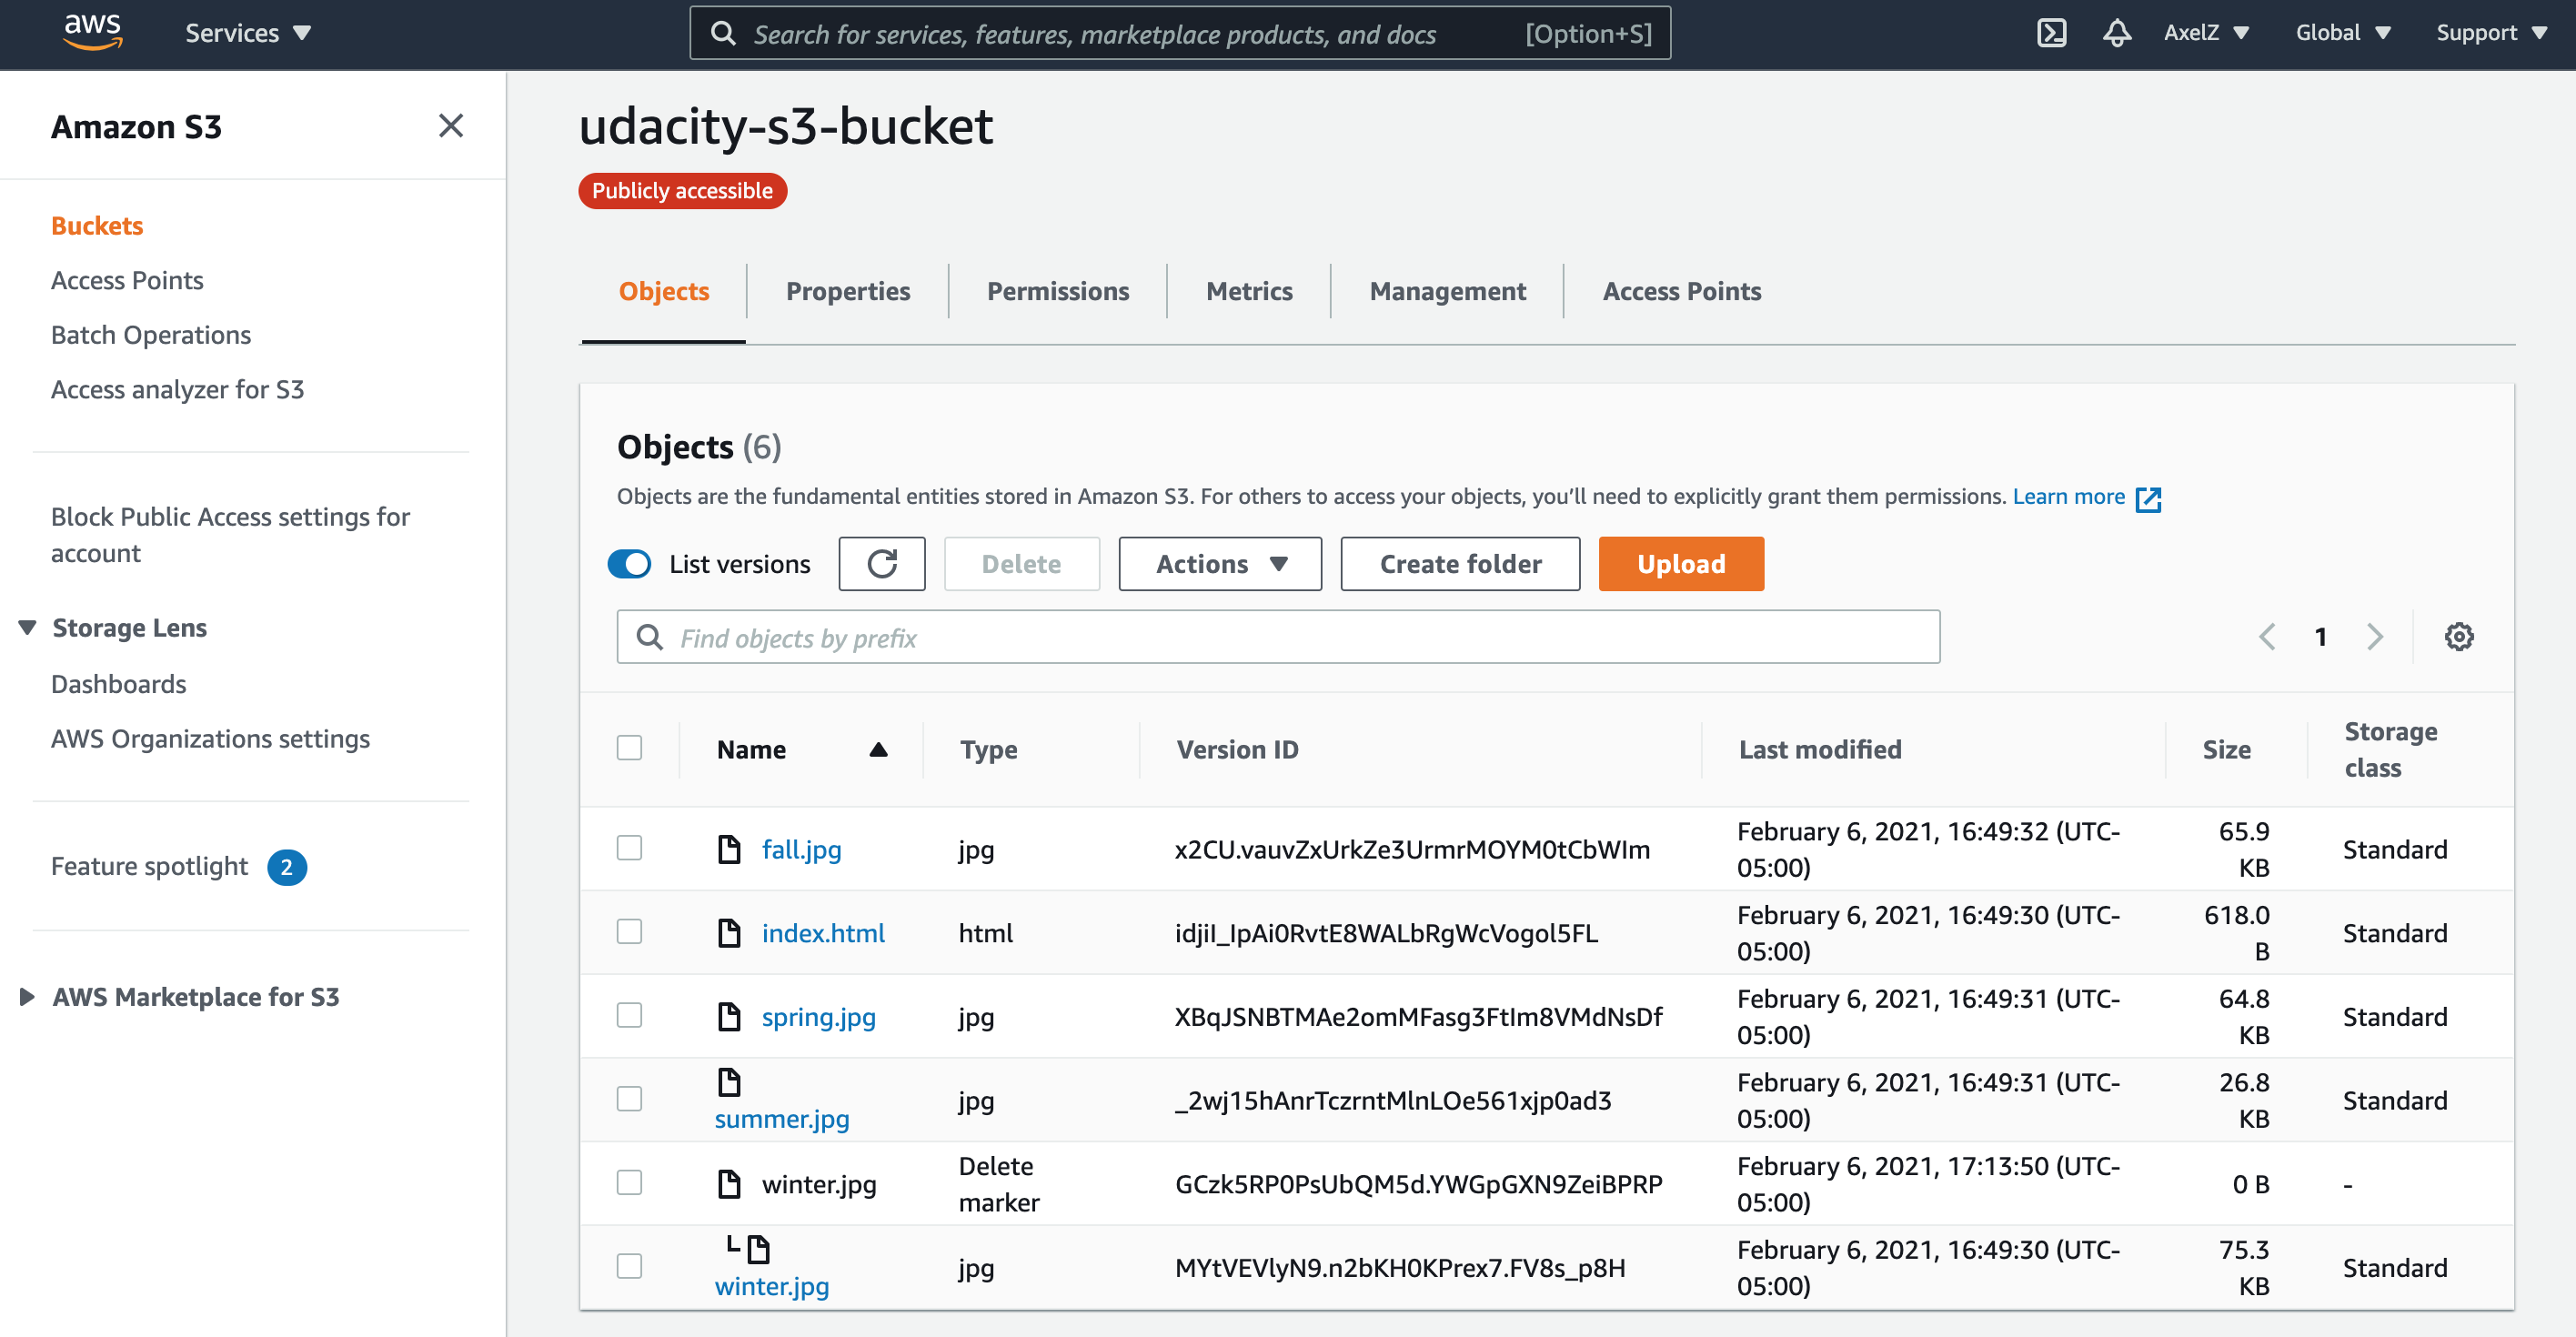 aws
Services
Search for services, features, marketplace products, and docs [Option+S]
AxelZ
Global
Support
Amazon S3
Buckets
Access Points
Batch Operations
Access analyzer for S3
Block Public Access settings for
account
Storage Lens
Dashboards
AWS Organizations settings
Feature spotlight 2
AWS Marketplace for S3
udacity-s3-bucket
Publicly accessible
Objects Properties Permissions Metrics Management Access Points
Objects (6)
Objects are the fundamental entities stored in Amazon S3. For others to access your objects, you'll need to explicitly grant them permissions. Learn more
List versions Delete Actions Create folder Upload
Find objects by prefix
1
Name Type Version ID Last modified Size Storage
class
fall.jpg jpg x2CU.vauvZxUrkZe3UrmrMOYM0tCbWIm February 6, 2021, 16:49:32 (UTC- 65.9 Standard
05:00) KB
index.html html idjiI_IpAi0RvtE8WALbRgWcVogol5FL February 6, 2021, 16:49:30 (UTC- 618.0 Standard
05:00) B
spring.jpg jpg XBqJSNBTMAe2omMFasg3FtIm8VMdNsDf February 6, 2021, 16:49:31 (UTC- 64.8 Standard
05:00) KB
summer.jpg jpg _2wj15hAnrTczrntMlnLOe561xjp0ad3 February 6, 2021, 16:49:31 (UTC- 26.8 Standard
05:00) KB
winter.jpg Delete GCzk5RP0PsUbQM5d.YWGpGXN9ZeiBPRP February 6, 2021, 17:13:50 (UTC- 0 B -
marker 05:00)
winter.jpg jpg MYtVEVlyN9.n2bKH0KPrex7.FV8s_p8H February 6, 2021, 16:49:30 (UTC- 75.3 Standard
05:00) KB